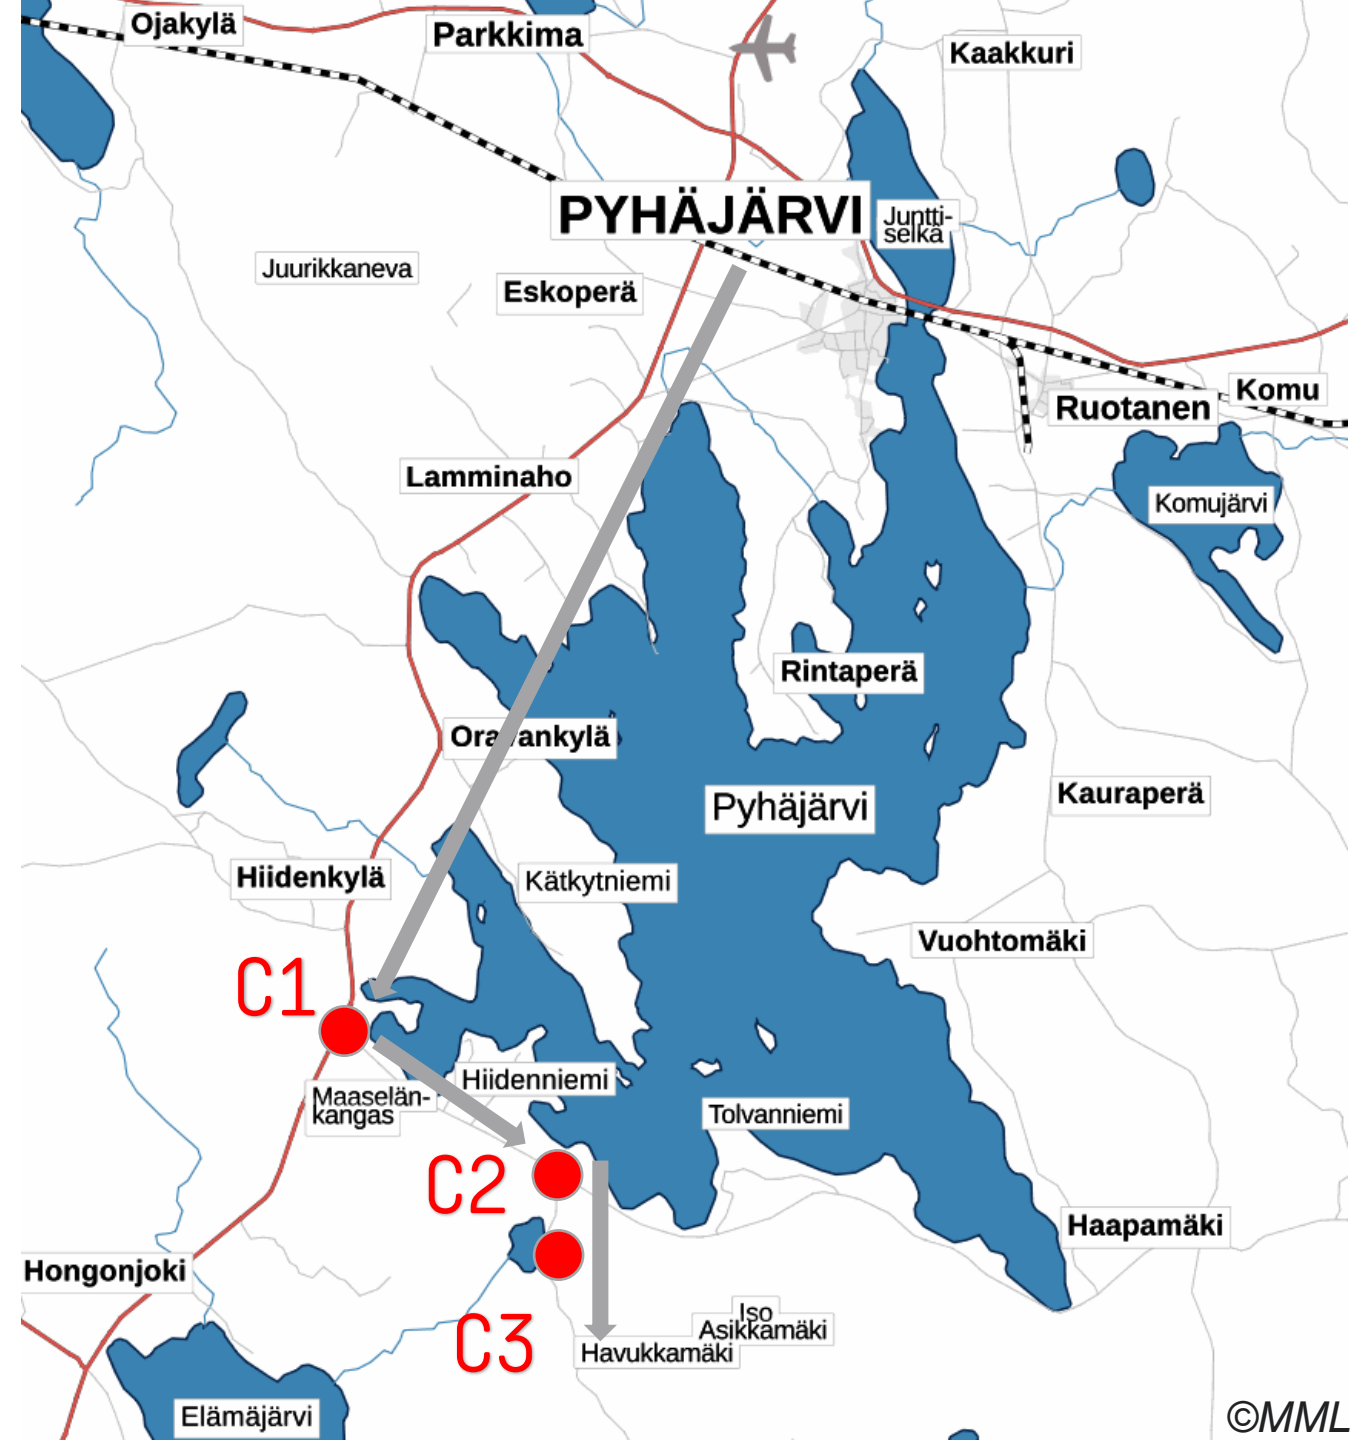 Ojakylä
Parkkima
Kaakkuri
PYHÄJÄRVI
Juntti-
selkä
Juurikkaneva
Eskoperä
Komu
Ruotanen
Lamminaho
Komujärvi
Rintaperä
Oravankylä
Kauraperä
Pyhäjärvi
Hiidenkylä
Kätkytniemi
Vuohtomäki
C1
Hiidenniemi
Maaselän-
kangas
Tolvanniemi
C2
Haapamäki
Hongonjoki
Iso
Asikkamäki
C3
Havukkamäki
Elämäjärvi
©MML